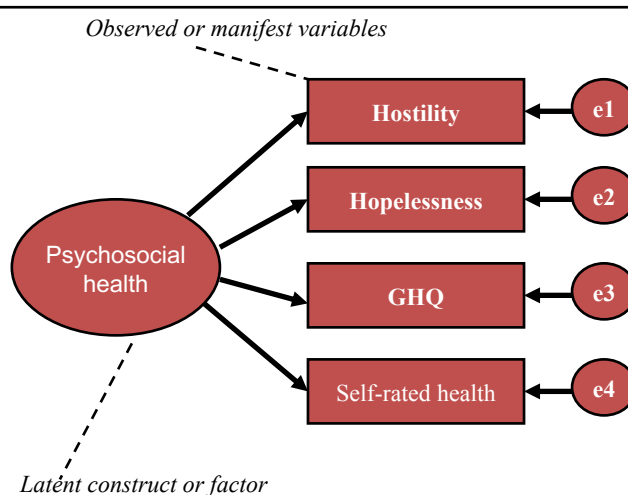 Observed or manifest variables
Hostility
e1
Hopelessness
e2
Psychosocial
health
GHQ
e3
Self-rated health
e4
Latent construct or factor